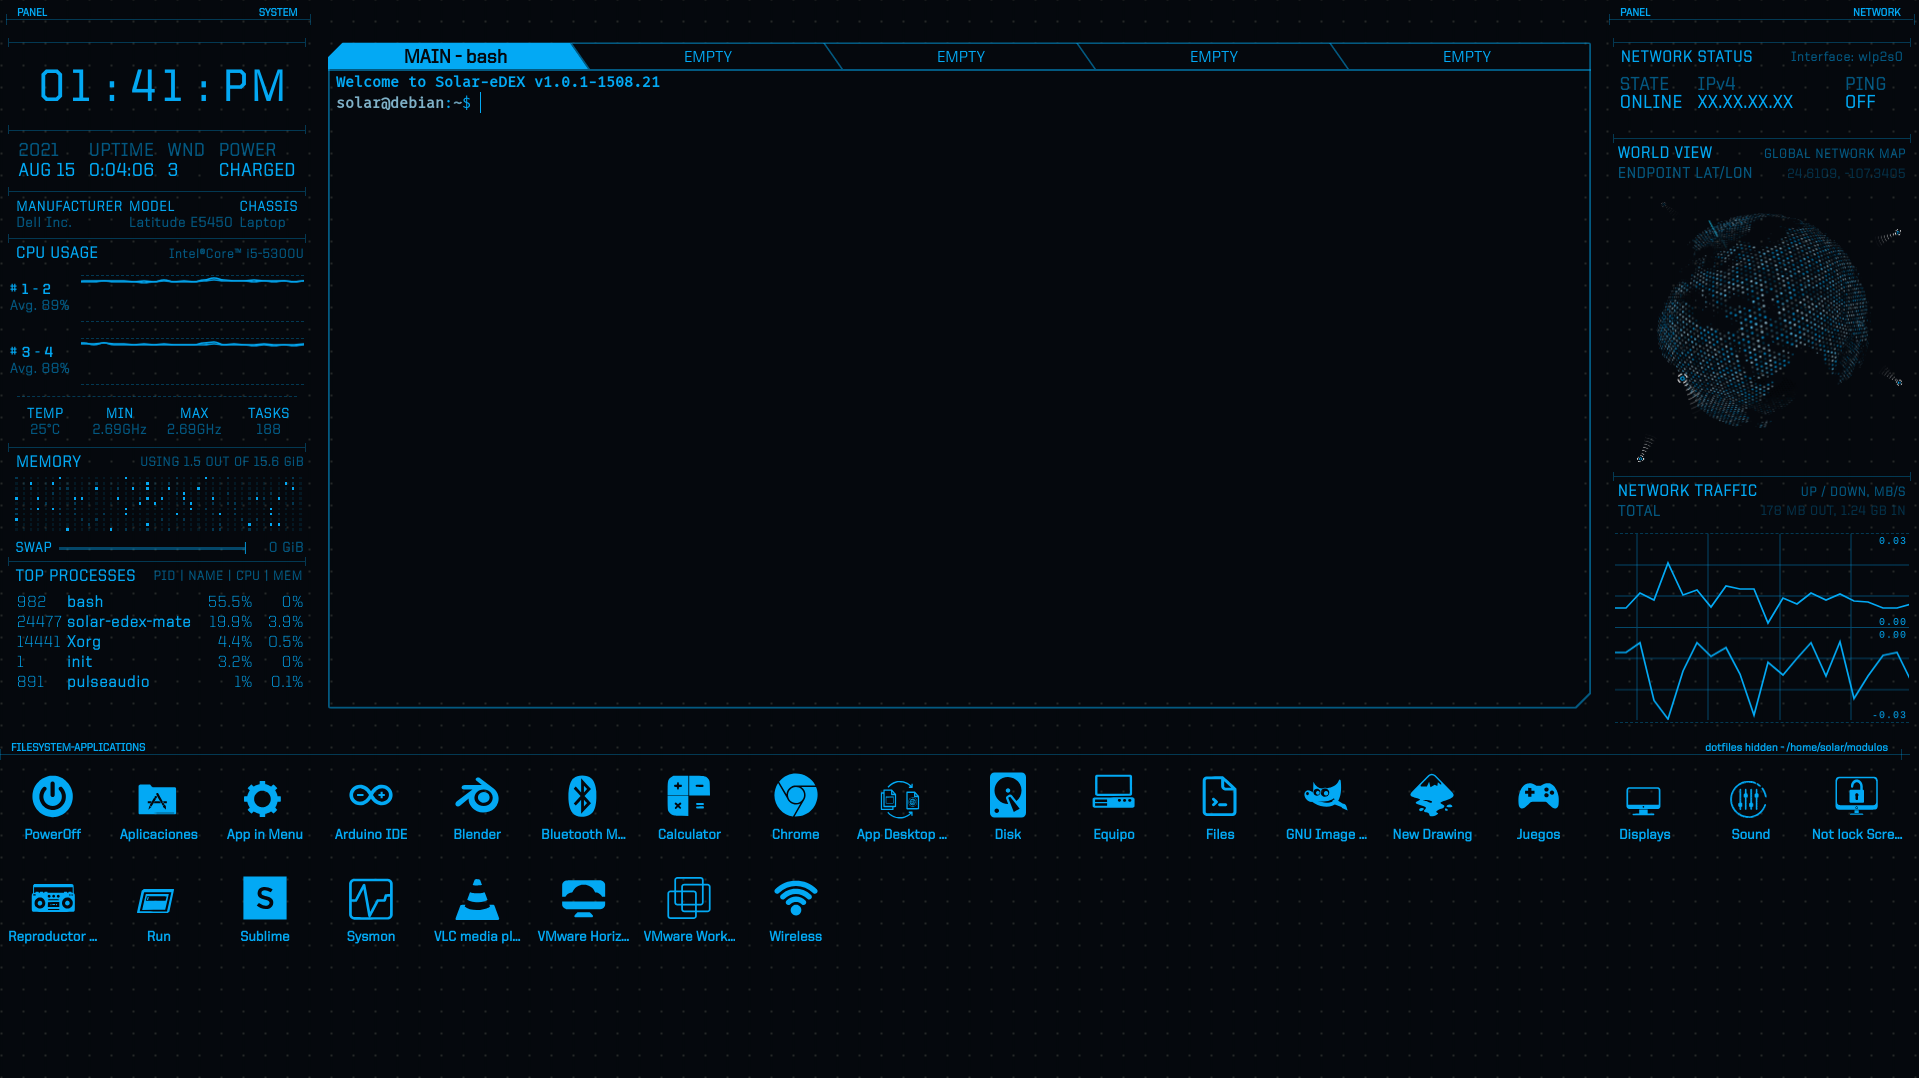 PANEL SYSTEM
01:41:PM
2021 UPTIME WND POWER
AUG 15 0:04:06 3 CHARGED
MANUFACTURER MODEL CHASSIS
Dell Inc. Latitude E5450 Laptop
CPU USAGE Intel®Core™ i5-5300U
# 1 - 2
Avg. 89%
# 3 - 4
Avg. 88%
TEMP MIN MAX TASKS
25°C 2.69GHz 2.69GHz 188
MEMORY USING 1.5 OUT OF 15.6 GiB
SWAP 0 GiB
TOP PROCESSES PID | NAME | CPU | MEM
982 bash 55.5% 0%
24477 solar-edex-mate 19.9% 3.9%
14441 Xorg 4.4% 0.5%
1 init 3.2% 0%
891 pulseaudio 1% 0.1%
MAIN - bash EMPTY EMPTY EMPTY EMPTY
Welcome to Solar-eDEX v1.0.1-1508.21
solar@debian:~$
PANEL NETWORK
NETWORK STATUS Interface: wlp2s0
STATE IPv4 PING
ONLINE XX.XX.XX.XX OFF
WORLD VIEW GLOBAL NETWORK MAP
ENDPOINT LAT/LON 24.8109, -107.3405
NETWORK TRAFFIC UP / DOWN, MB/S
TOTAL 178 MB OUT, 1.24 GB IN
0.03
0.00
0.00
-0.03
FILESYSTEM-APPLICATIONS dotfiles hidden - /home/solar/modulos
PowerOff Aplicaciones App in Menu Arduino IDE Blender Bluetooth M... Calculator Chrome App Desktop ... Disk Equipo Files GNU Image ... New Drawing Juegos Displays Sound Not lock Scre...
S
Reproductor ... Run Sublime Sysmon VLC media pl... VMware Horiz... VMware Work... Wireless